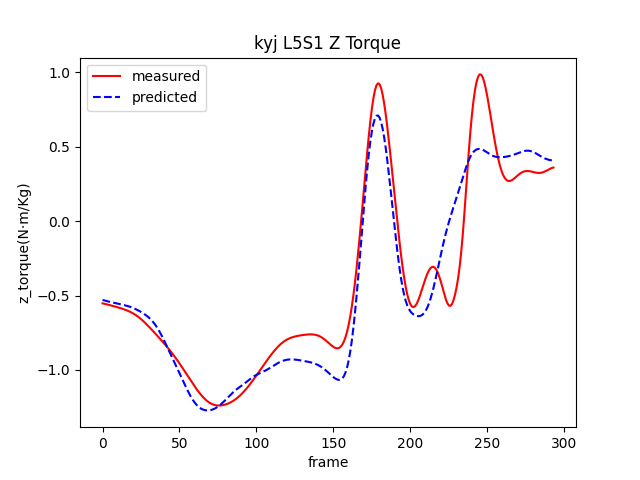 kyj L5S1 Z Torque
measured
predicted
1.0
0.5
0.0
−0.5
−1.0
z_torque(N·m/Kg)
0 50 100 150 200 250 300
frame